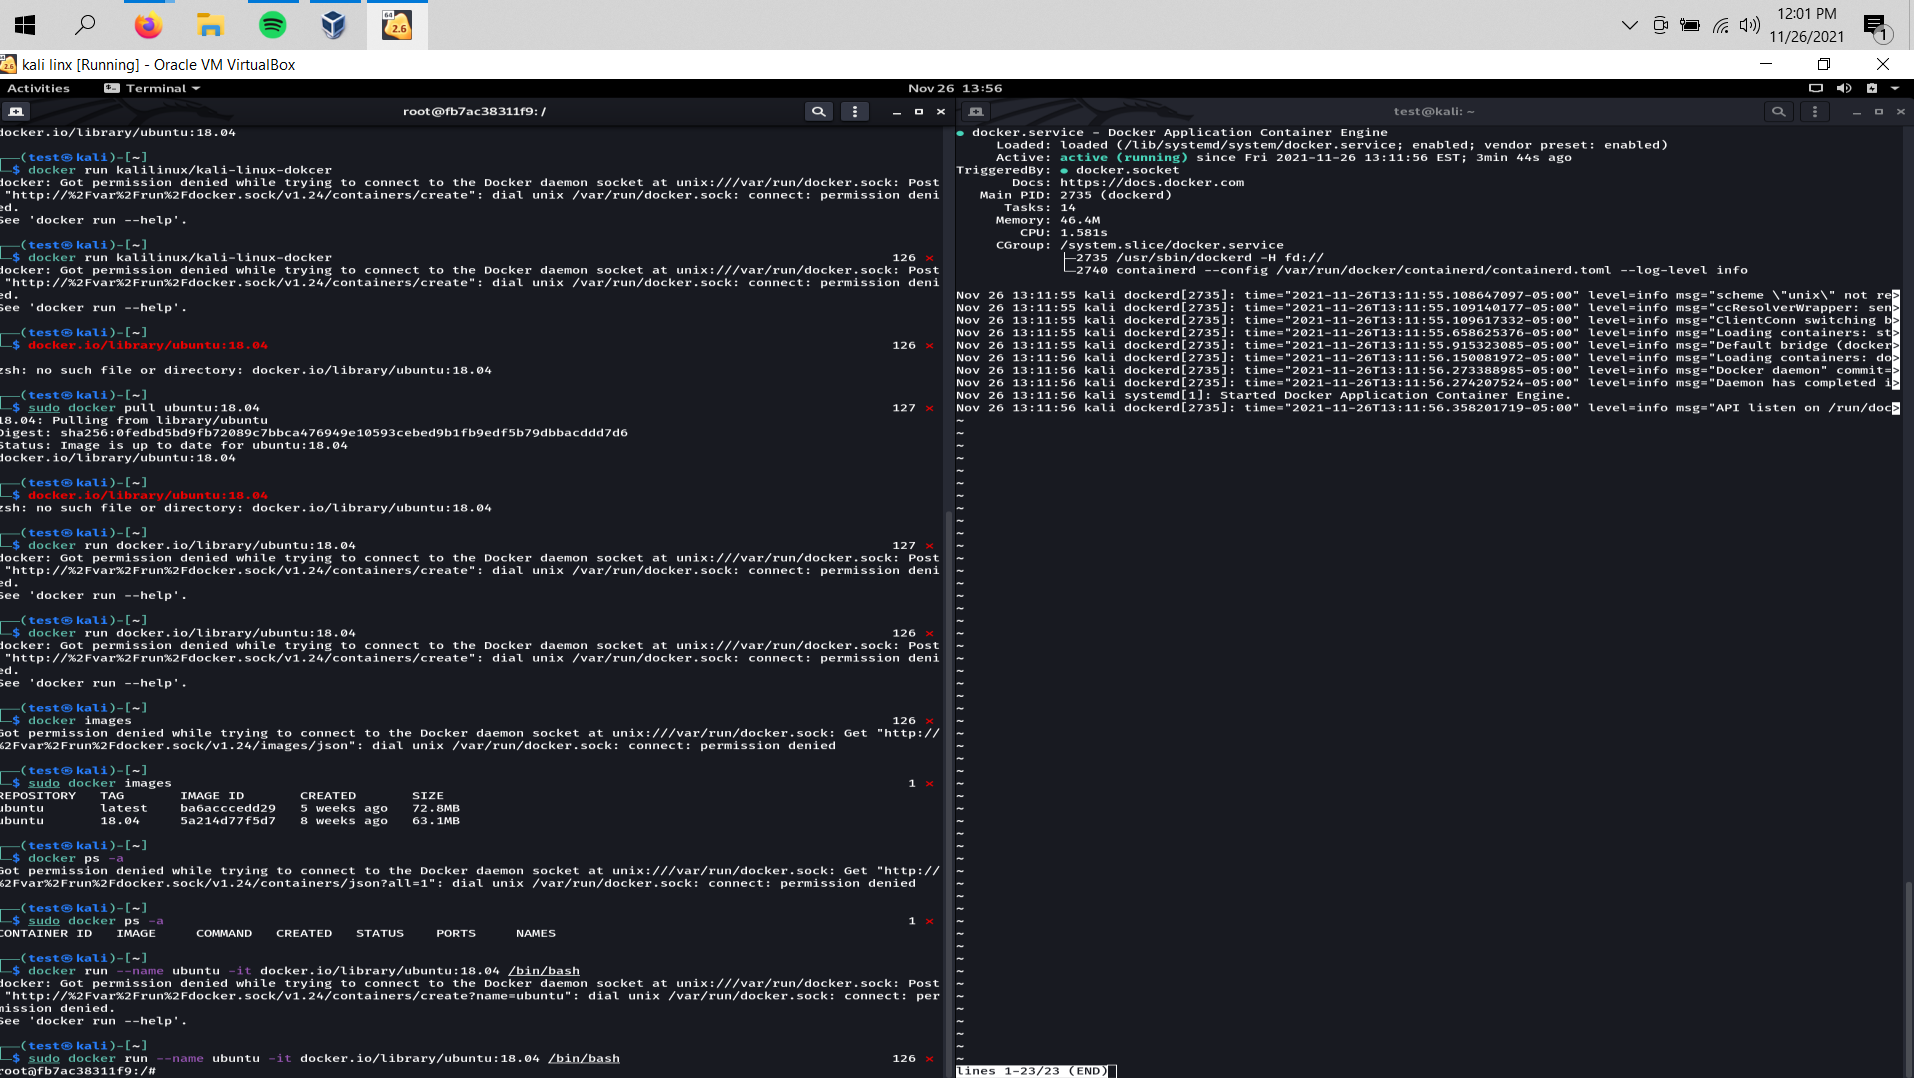 12:01 PM
11/26/2021
1
64
2.6
kali linx [Running] - Oracle VM VirtualBox
Activities
Terminal
Nov 26 13:56
root@fb7ac38311f9: /
docker.io/library/ubuntu:18.04
(test㉿kali)-[~]
$ docker run kalilinux/kali-linux-dokcer
docker: Got permission denied while trying to connect to the Docker daemon socket at unix:///var/run/docker.sock: Post
"http://%2Fvar%2Frun%2Fdocker.sock/v1.24/containers/create": dial unix /var/run/docker.sock: connect: permission deni
ed.
See 'docker run --help'.
(test㉿kali)-[~]
$ docker run kalilinux/kali-linux-docker 126 ⨯
docker: Got permission denied while trying to connect to the Docker daemon socket at unix:///var/run/docker.sock: Post
"http://%2Fvar%2Frun%2Fdocker.sock/v1.24/containers/create": dial unix /var/run/docker.sock: connect: permission deni
ed.
See 'docker run --help'.
(test㉿kali)-[~]
$ docker.io/library/ubuntu:18.04 126 ⨯
zsh: no such file or directory: docker.io/library/ubuntu:18.04
(test㉿kali)-[~]
$ sudo docker pull ubuntu:18.04 127 ⨯
18.04: Pulling from library/ubuntu
Digest: sha256:0fedbd5bd9fb72089c7bbca476949e10593cebed9b1fb9edf5b79dbbacddd7d6
Status: Image is up to date for ubuntu:18.04
docker.io/library/ubuntu:18.04
(test㉿kali)-[~]
$ docker.io/library/ubuntu:18.04
zsh: no such file or directory: docker.io/library/ubuntu:18.04
(test㉿kali)-[~]
$ docker run docker.io/library/ubuntu:18.04 127 ⨯
docker: Got permission denied while trying to connect to the Docker daemon socket at unix:///var/run/docker.sock: Post
"http://%2Fvar%2Frun%2Fdocker.sock/v1.24/containers/create": dial unix /var/run/docker.sock: connect: permission deni
ed.
See 'docker run --help'.
(test㉿kali)-[~]
$ docker run docker.io/library/ubuntu:18.04 126 ⨯
docker: Got permission denied while trying to connect to the Docker daemon socket at unix:///var/run/docker.sock: Post
"http://%2Fvar%2Frun%2Fdocker.sock/v1.24/containers/create": dial unix /var/run/docker.sock: connect: permission deni
ed.
See 'docker run --help'.
(test㉿kali)-[~]
$ docker images 126 ⨯
Got permission denied while trying to connect to the Docker daemon socket at unix:///var/run/docker.sock: Get "http://
%2Fvar%2Frun%2Fdocker.sock/v1.24/images/json": dial unix /var/run/docker.sock: connect: permission denied
(test㉿kali)-[~]
$ sudo docker images 1 ⨯
REPOSITORY TAG IMAGE ID CREATED SIZE
ubuntu latest ba6acccedd29 5 weeks ago 72.8MB
ubuntu 18.04 5a214d77f5d7 8 weeks ago 63.1MB
(test㉿kali)-[~]
$ docker ps -a
Got permission denied while trying to connect to the Docker daemon socket at unix:///var/run/docker.sock: Get "http://
%2Fvar%2Frun%2Fdocker.sock/v1.24/containers/json?all=1": dial unix /var/run/docker.sock: connect: permission denied
(test㉿kali)-[~]
$ sudo docker ps -a 1 ⨯
CONTAINER ID IMAGE COMMAND CREATED STATUS PORTS NAMES
(test㉿kali)-[~]
$ docker run --name ubuntu -it docker.io/library/ubuntu:18.04 /bin/bash
docker: Got permission denied while trying to connect to the Docker daemon socket at unix:///var/run/docker.sock: Post
"http://%2Fvar%2Frun%2Fdocker.sock/v1.24/containers/create?name=ubuntu": dial unix /var/run/docker.sock: connect: per
mission denied.
See 'docker run --help'.
(test㉿kali)-[~]
$ sudo docker run --name ubuntu -it docker.io/library/ubuntu:18.04 /bin/bash 126 ⨯
root@fb7ac38311f9:/#
test@kali: ~
● docker.service - Docker Application Container Engine
Loaded: loaded (/lib/systemd/system/docker.service; enabled; vendor preset: enabled)
Active: active (running) since Fri 2021-11-26 13:11:56 EST; 3min 44s ago
TriggeredBy: ● docker.socket
Docs: https://docs.docker.com
Main PID: 2735 (dockerd)
Tasks: 14
Memory: 46.4M
CPU: 1.581s
CGroup: /system.slice/docker.service
├─2735 /usr/sbin/dockerd -H fd://
└─2740 containerd --config /var/run/docker/containerd/containerd.toml --log-level info
Nov 26 13:11:55 kali dockerd[2735]: time="2021-11-26T13:11:55.108647097-05:00" level=info msg="scheme \"unix\" not re>
Nov 26 13:11:55 kali dockerd[2735]: time="2021-11-26T13:11:55.109140177-05:00" level=info msg="ccResolverWrapper: sen>
Nov 26 13:11:55 kali dockerd[2735]: time="2021-11-26T13:11:55.109617332-05:00" level=info msg="ClientConn switching b>
Nov 26 13:11:55 kali dockerd[2735]: time="2021-11-26T13:11:55.658625376-05:00" level=info msg="Loading containers: st>
Nov 26 13:11:55 kali dockerd[2735]: time="2021-11-26T13:11:55.915323085-05:00" level=info msg="Default bridge (docker>
Nov 26 13:11:56 kali dockerd[2735]: time="2021-11-26T13:11:56.150081972-05:00" level=info msg="Loading containers: do>
Nov 26 13:11:56 kali dockerd[2735]: time="2021-11-26T13:11:56.273388985-05:00" level=info msg="Docker daemon" commit=>
Nov 26 13:11:56 kali dockerd[2735]: time="2021-11-26T13:11:56.274207524-05:00" level=info msg="Daemon has completed i>
Nov 26 13:11:56 kali systemd[1]: Started Docker Application Container Engine.
Nov 26 13:11:56 kali dockerd[2735]: time="2021-11-26T13:11:56.358201719-05:00" level=info msg="API listen on /run/doc>
lines 1-23/23 (END)